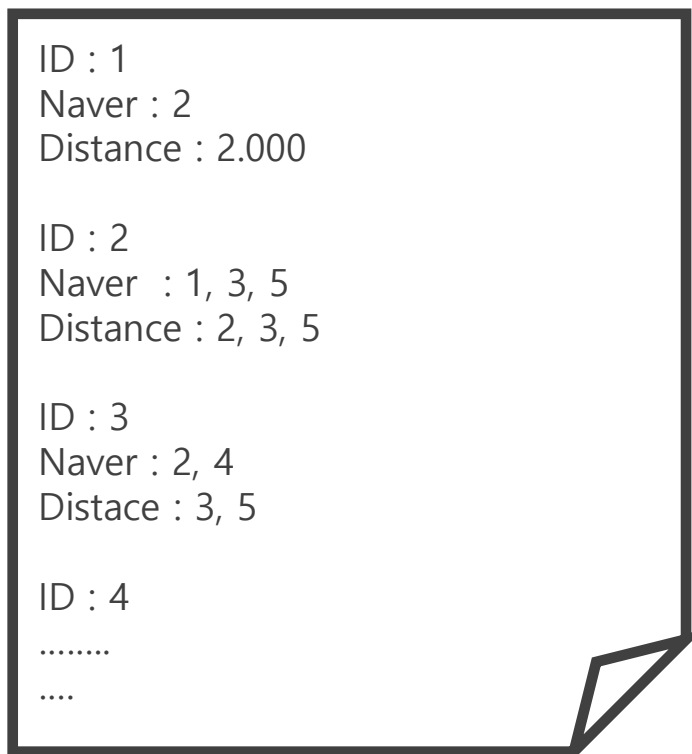 ID : 1
Naver : 2
Distance : 2.000
ID : 2
Naver : 1, 3, 5
Distance : 2, 3, 5
ID : 3
Naver : 2, 4
Distace : 3, 5
ID : 4
........
....